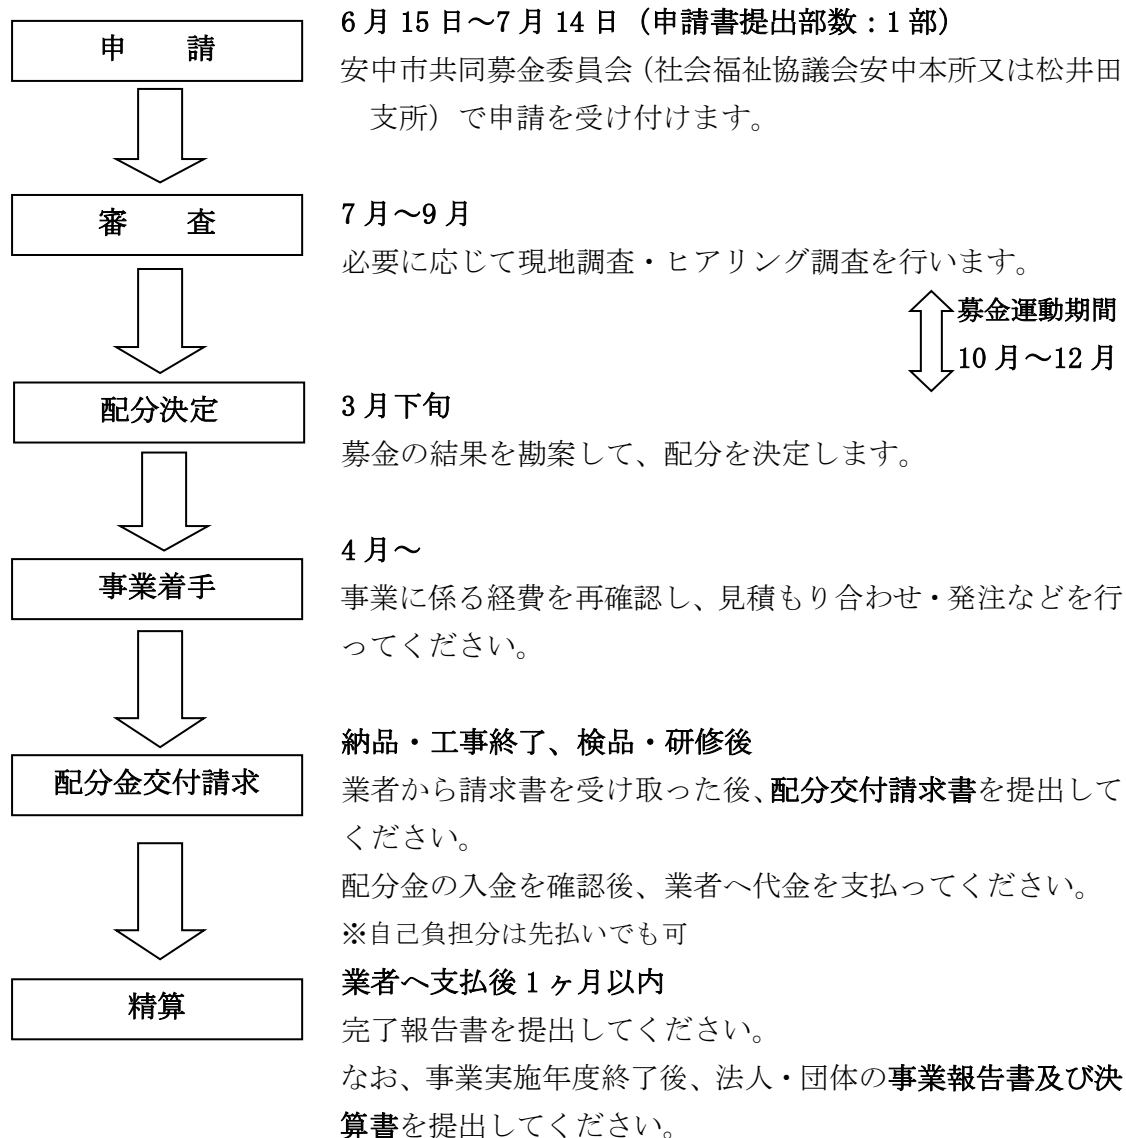 申　　請
6月15日～7月14日（申請書提出部数：1部）
安中市共同募金委員会（社会福祉協議会安中本所又は松井田
支所）で申請を受け付けます。
審　　査
7月～9月
必要に応じて現地調査・ヒアリング調査を行います。
募金運動期間
10月～12月
配分決定
3月下旬
募金の結果を勘案して、配分を決定します。
事業着手
4月～
事業に係る経費を再確認し、見積もり合わせ・発注などを行
ってください。
配分金交付請求
納品・工事終了、検品・研修後
業者から請求書を受け取った後、配分交付請求書を提出して
ください。
配分金の入金を確認後、業者へ代金を支払ってください。
※自己負担分は先払いでも可
精算
業者へ支払後1ヶ月以内
完了報告書を提出してください。
なお、事業実施年度終了後、法人・団体の事業報告書及び決
算書を提出してください。